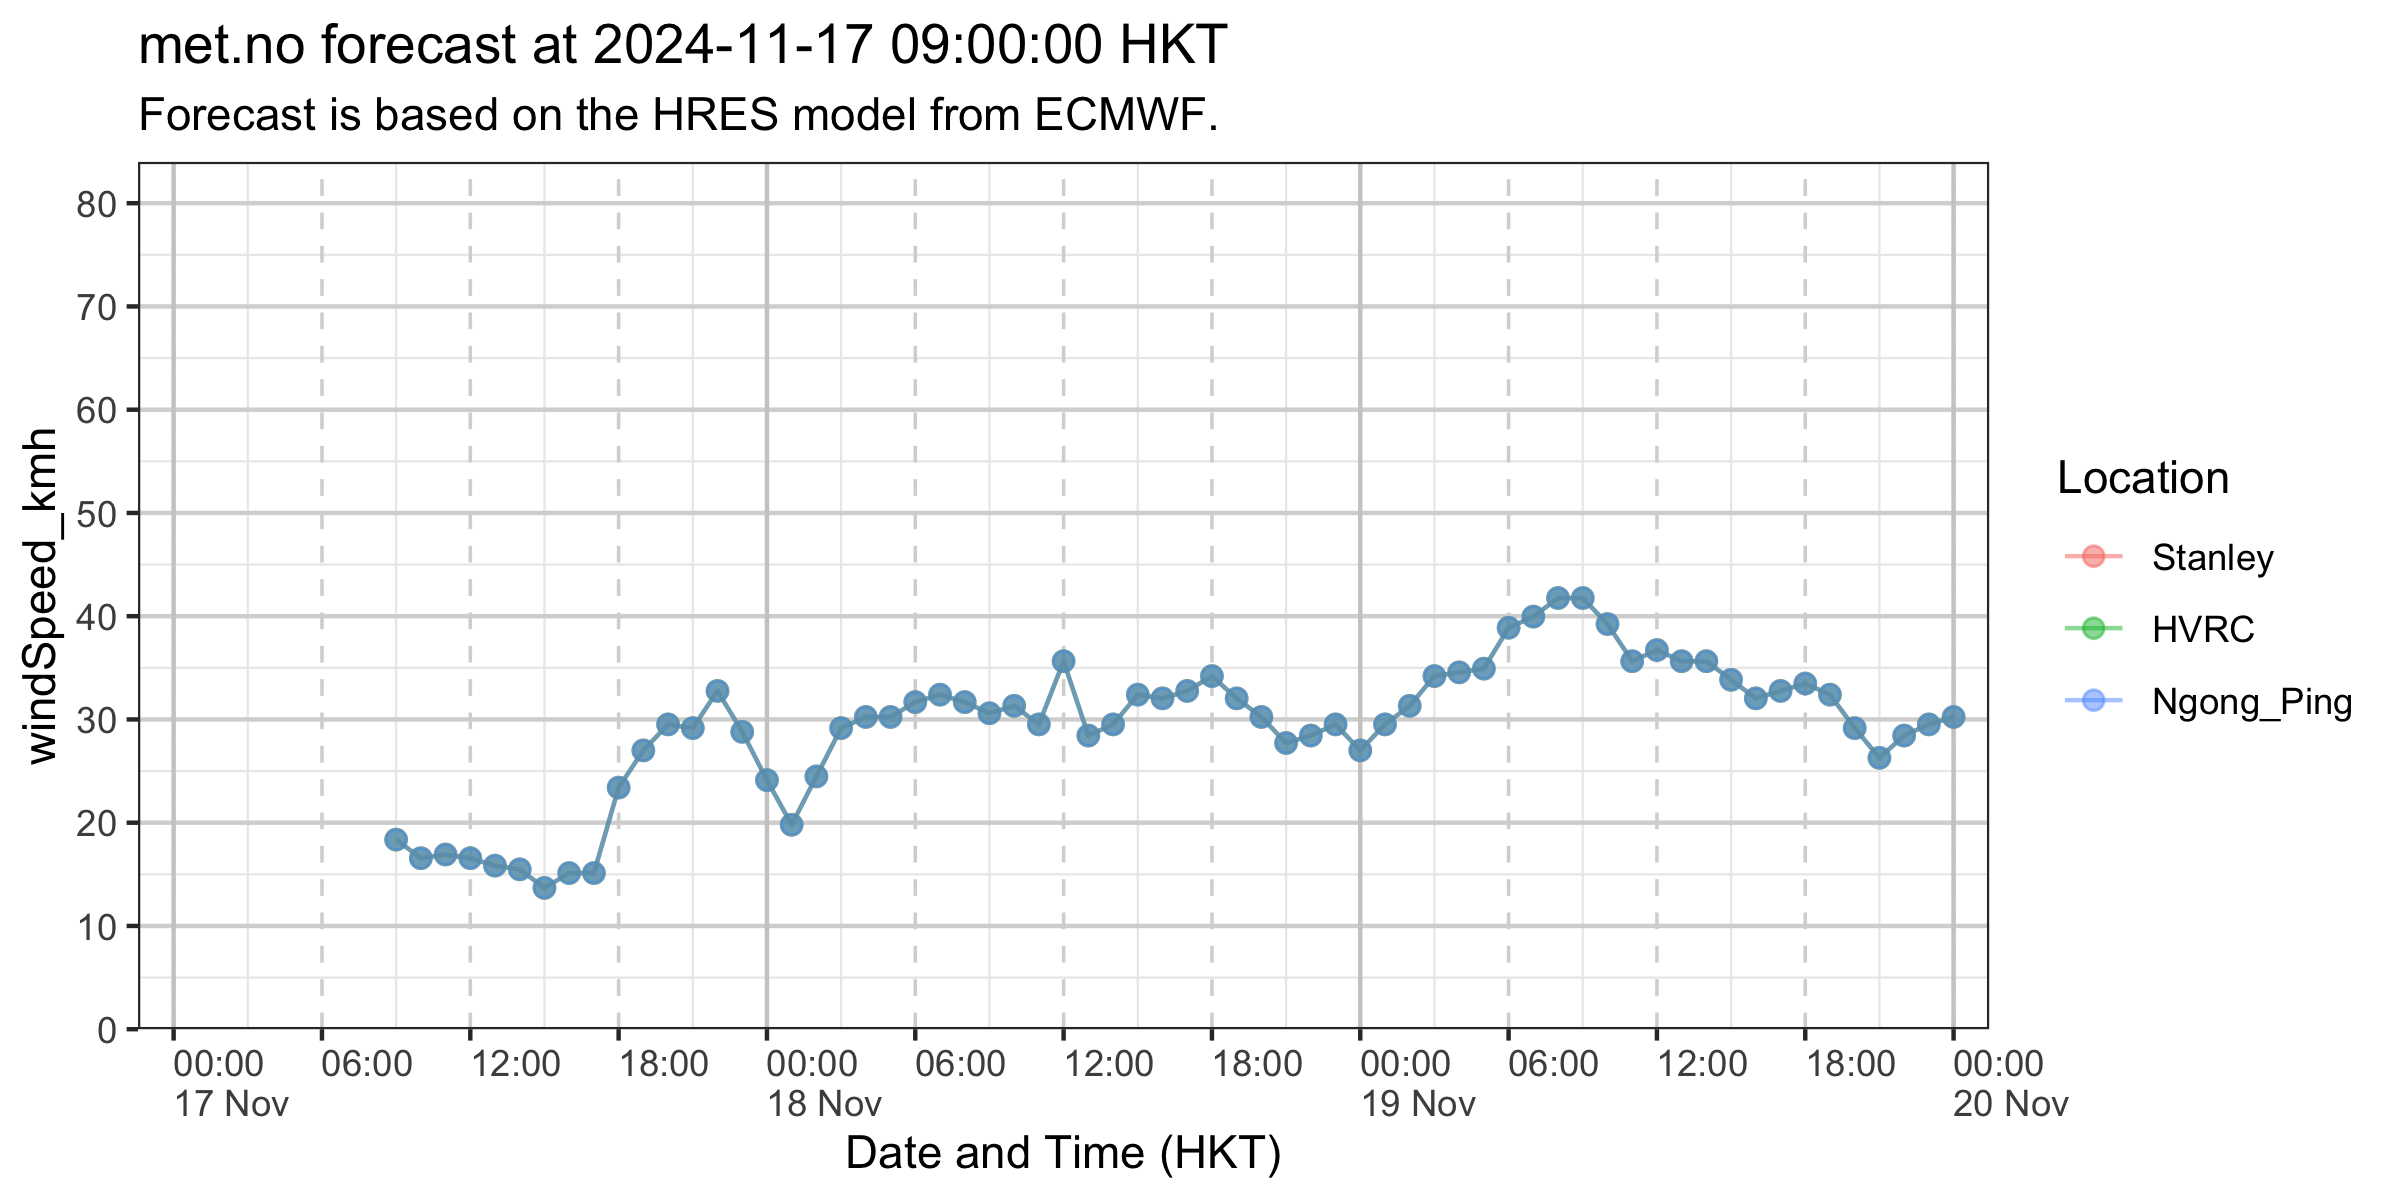 met.no forecast at 2024-11-17 09:00:00 HKT
Forecast is based on the HRES model from ECMWF.
windSpeed_kmh
80
70
60
50
40
30
20
10
0
00:00 06:00 12:00 18:00 00:00 06:00 12:00 18:00 00:00 06:00 12:00 18:00 00:00
17 Nov 18 Nov 19 Nov 20 Nov
Date and Time (HKT)
Location
Stanley
HVRC
Ngong_Ping